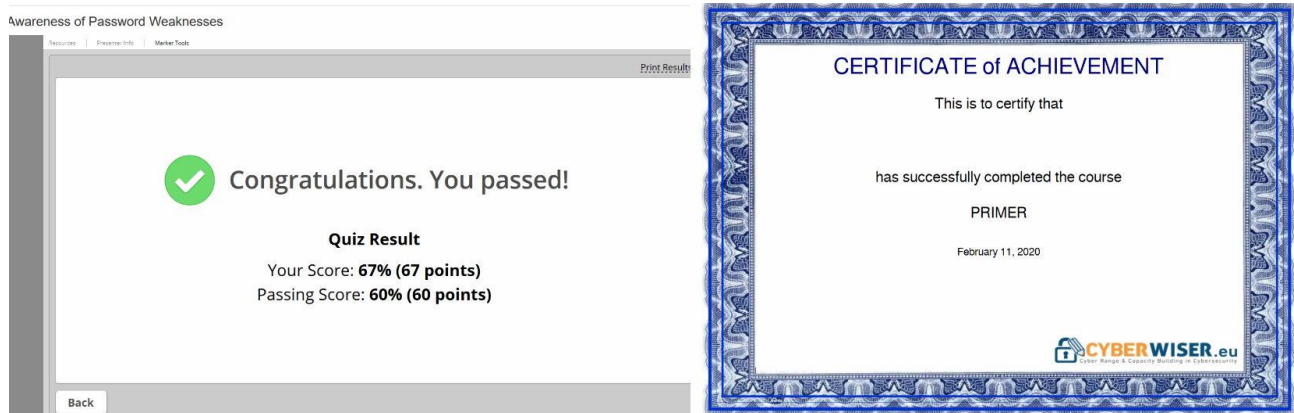 Awareness of Password Weaknesses
Resources | Presenter Info | Marker Tools
Print Results
Congratulations. You passed!
Quiz Result
Your Score: 67% (67 points)
Passing Score: 60% (60 points)
Back
CERTIFICATE of ACHIEVEMENT
This is to certify that
has successfully completed the course
PRIMER
February 11, 2020
CYBERWISER.eu
Cyber Range & Capacity Building in Cybersecurity